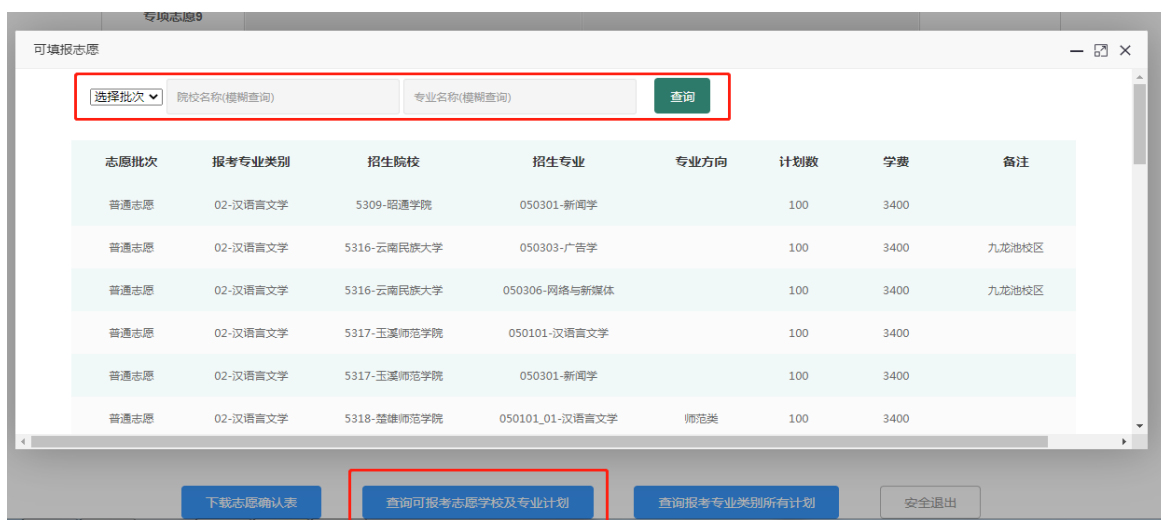 专项志愿9
可填报志愿
选择批次 院校名称(模糊查询) 专业名称(模糊查询) 查询
志愿批次 报考专业类别 招生院校 招生专业 专业方向 计划数 学费 备注
普通志愿 02-汉语言文学 5309-昭通学院 050301-新闻学 100 3400
普通志愿 02-汉语言文学 5316-云南民族大学 050303-广告学 100 3400 九龙池校区
普通志愿 02-汉语言文学 5316-云南民族大学 050306-网络与新媒体 100 3400 九龙池校区
普通志愿 02-汉语言文学 5317-玉溪师范学院 050101-汉语言文学 100 3400
普通志愿 02-汉语言文学 5317-玉溪师范学院 050301-新闻学 100 3400
普通志愿 02-汉语言文学 5318-楚雄师范学院 050101_01-汉语言文学 师范类 100 3400
下载志愿确认表 查询可报考志愿学校及专业计划 查询报考专业类别所有计划 安全退出